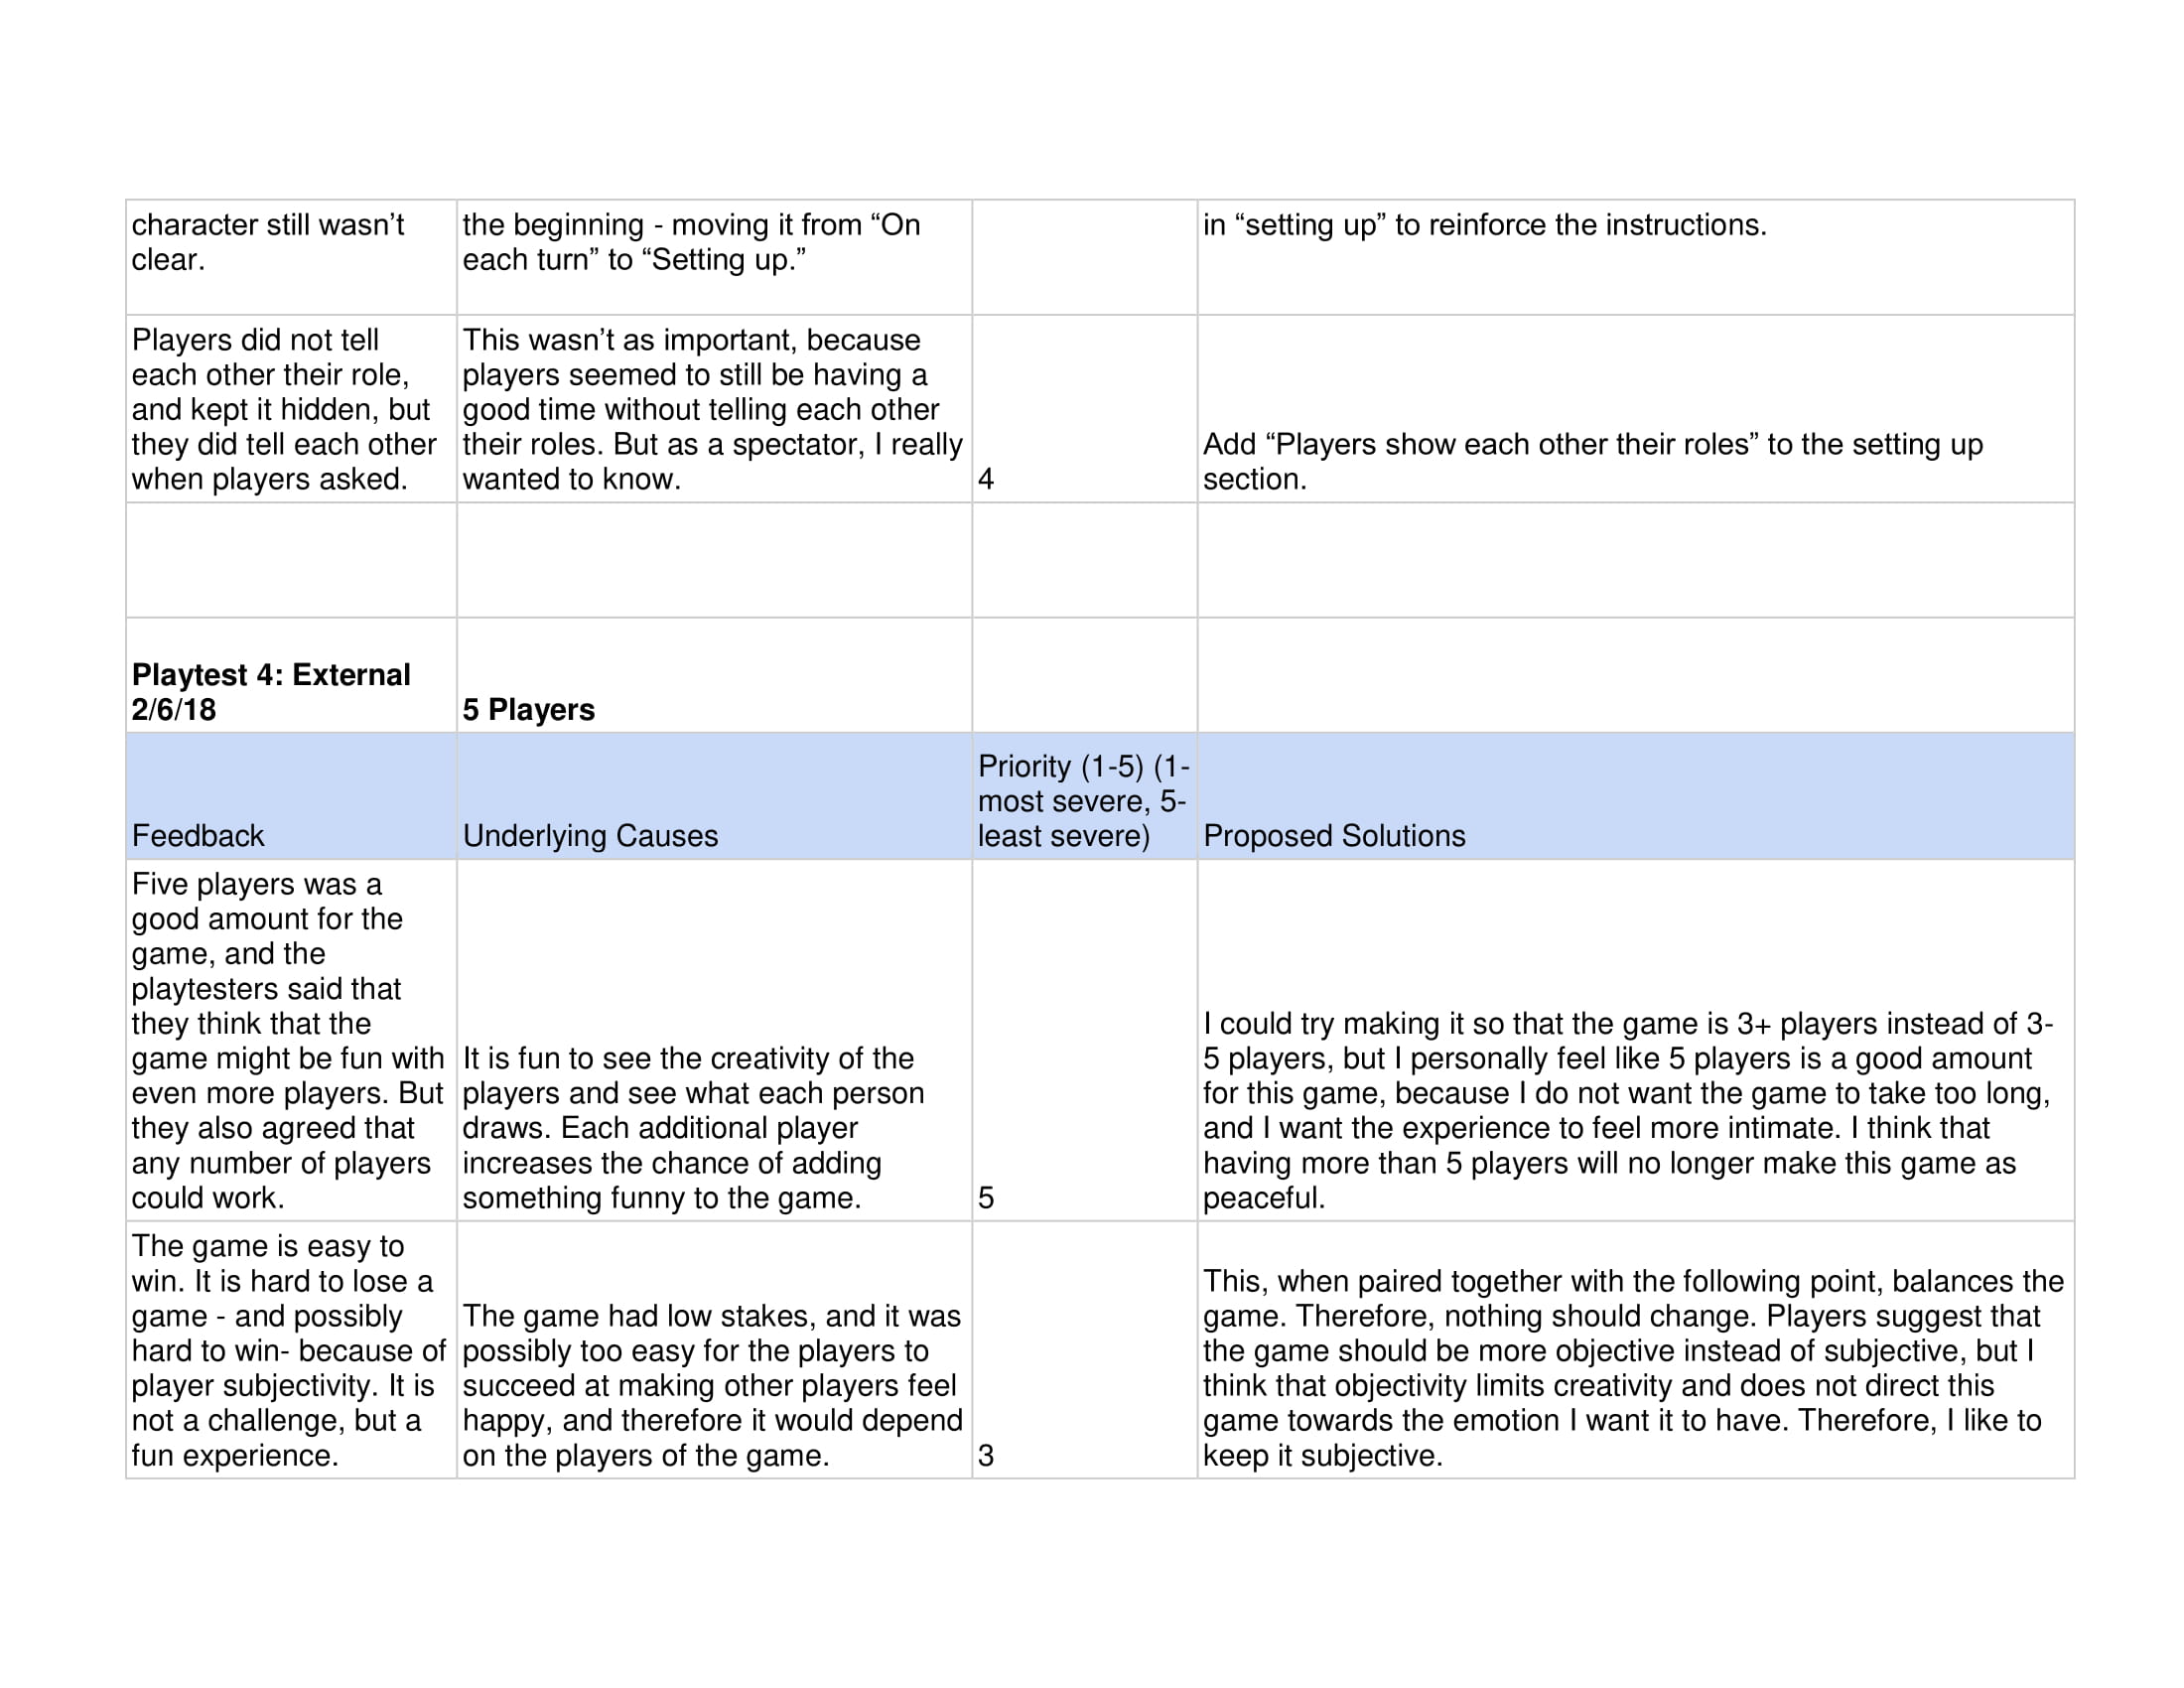 character still wasn’t
clear.
the beginning - moving it from “On
each turn” to “Setting up.”
in “setting up” to reinforce the instructions.
Players did not tell
each other their role,
and kept it hidden, but
they did tell each other
when players asked.
This wasn’t as important, because
players seemed to still be having a
good time without telling each other
their roles. But as a spectator, I really
wanted to know.
4
Add “Players show each other their roles” to the setting up
section.
Playtest 4: External
2/6/18
5 Players
Feedback
Underlying Causes
Priority (1-5) (1-
most severe, 5-
least severe)
Proposed Solutions
Five players was a
good amount for the
game, and the
playtesters said that
they think that the
game might be fun with
even more players. But
they also agreed that
any number of players
could work.
It is fun to see the creativity of the
players and see what each person
draws. Each additional player
increases the chance of adding
something funny to the game.
5
I could try making it so that the game is 3+ players instead of 3-
5 players, but I personally feel like 5 players is a good amount
for this game, because I do not want the game to take too long,
and I want the experience to feel more intimate. I think that
having more than 5 players will no longer make this game as
peaceful.
The game is easy to
win. It is hard to lose a
game - and possibly
hard to win- because of
player subjectivity. It is
not a challenge, but a
fun experience.
The game had low stakes, and it was
possibly too easy for the players to
succeed at making other players feel
happy, and therefore it would depend
on the players of the game.
3
This, when paired together with the following point, balances the
game. Therefore, nothing should change. Players suggest that
the game should be more objective instead of subjective, but I
think that objectivity limits creativity and does not direct this
game towards the emotion I want it to have. Therefore, I like to
keep it subjective.